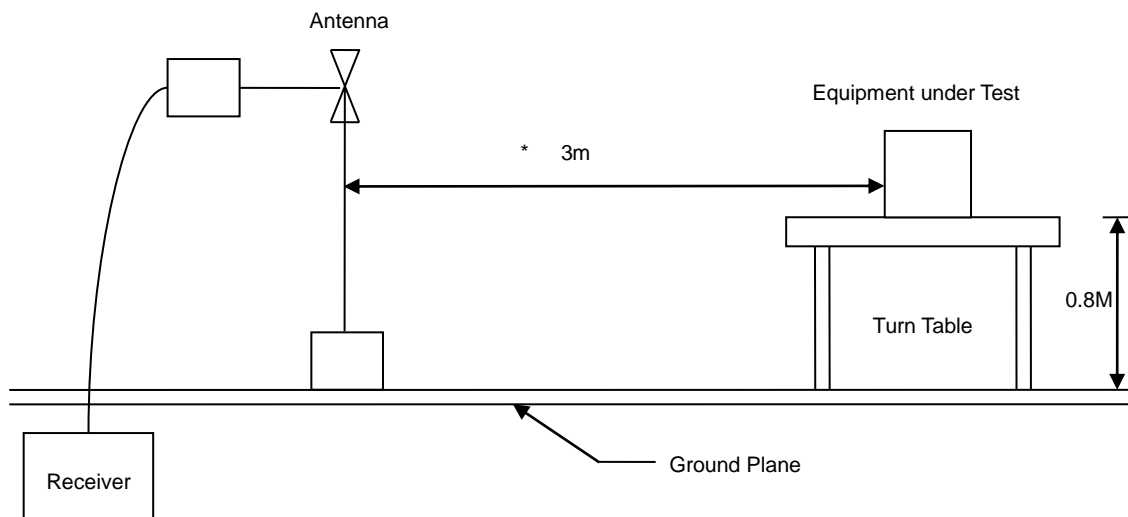 Antenna
Equipment under Test
* 3m
0.8M
Turn Table
Ground Plane
Receiver